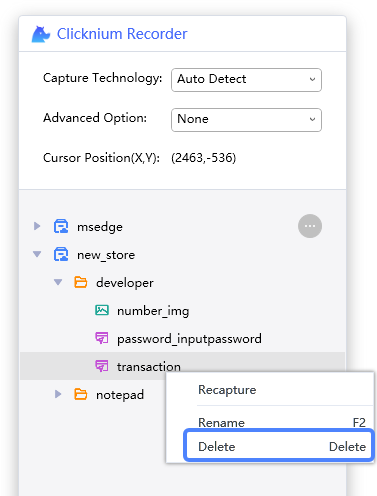 Clicknium Recorder
Capture Technology: Auto Detect
Advanced Option: None
Cursor Position(X,Y): (2463,-536)
msedge
new_store
developer
number_img
password_inputpassword
transaction
notepad
Recapture
Rename F2
Delete Delete